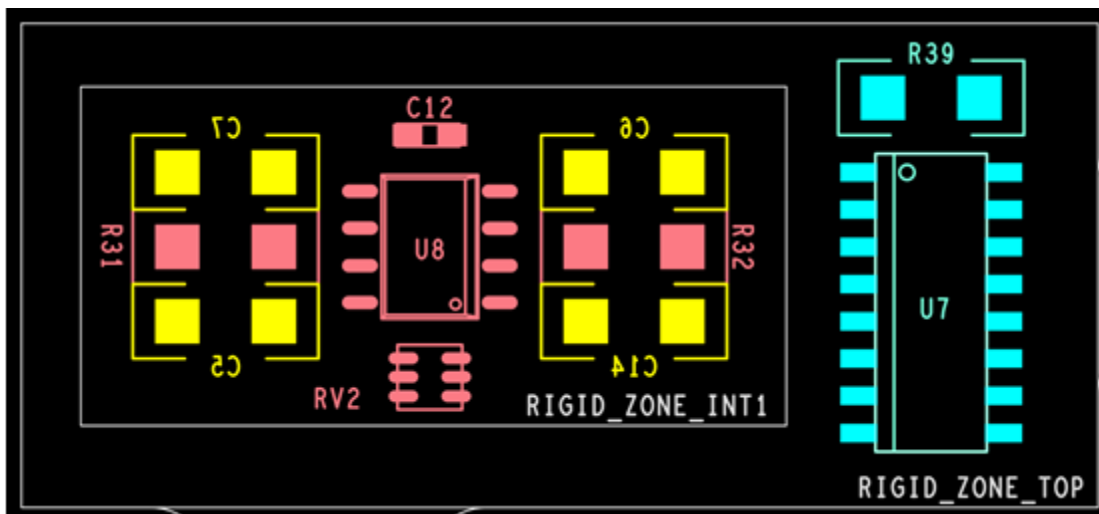 R39
C12
C7
C6
R31
U8
R32
U7
C5
C14
RV2
RIGID_ZONE_INT1
RIGID_ZONE_TOP